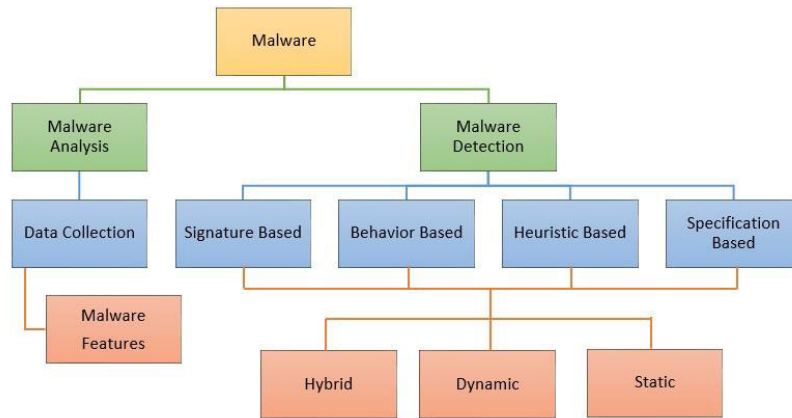 Malware
Malware
Analysis
Malware
Detection
Data Collection
Signature Based
Behavior Based
Heuristic Based
Specification
Based
Malware
Features
Hybrid
Dynamic
Static